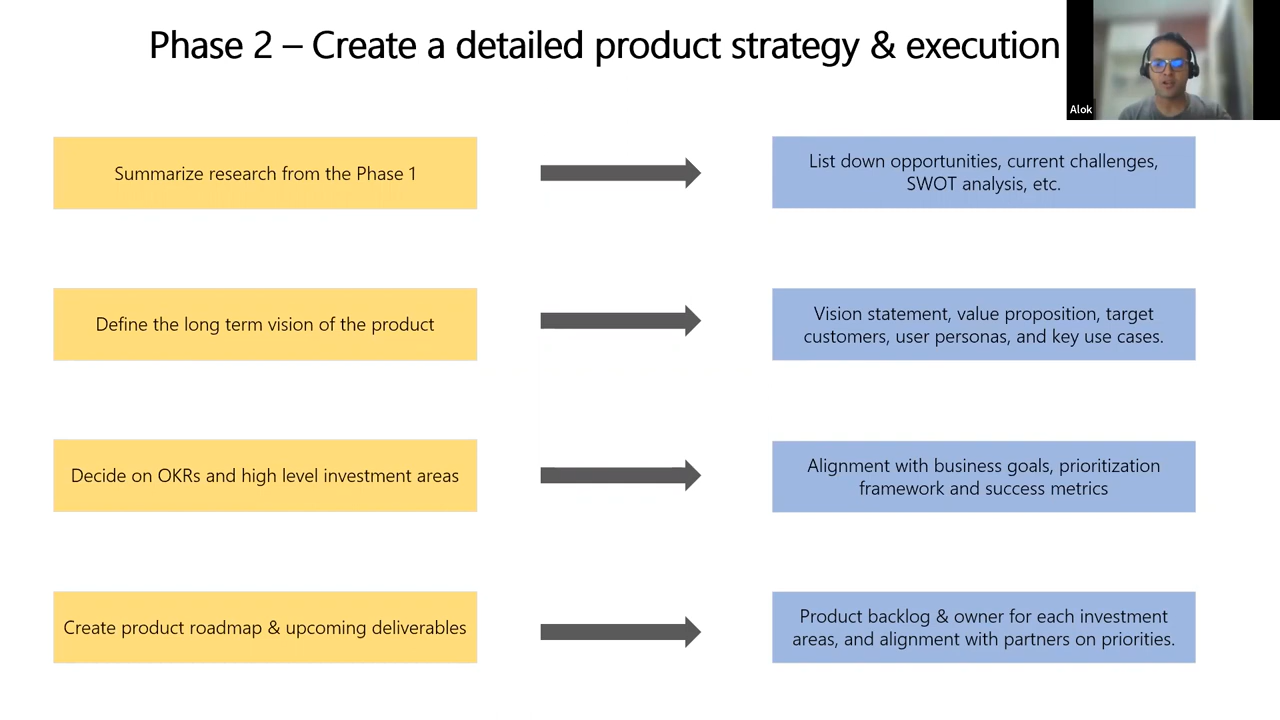 Phase 2 – Create a detailed product strategy & execution
Alok
Summarize research from the Phase 1
List down opportunities, current challenges,
SWOT analysis, etc.
Define the long term vision of the product
Vision statement, value proposition, target
customers, user personas, and key use cases.
Decide on OKRs and high level investment areas
Alignment with business goals, prioritization
framework and success metrics
Create product roadmap & upcoming deliverables
Product backlog & owner for each investment
areas, and alignment with partners on priorities.